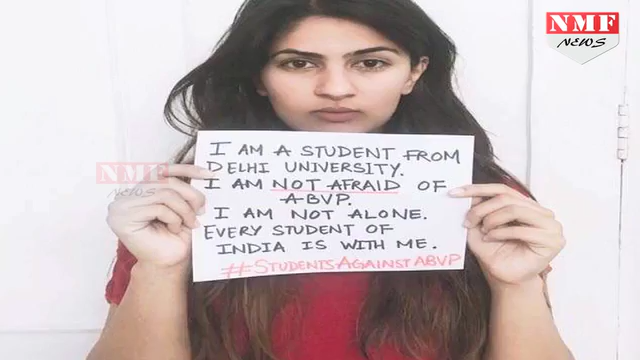 NMF
NEWS
I AM A STUDENT FROM
DELHI UNIVERSITY.
I AM NOT AFRAID OF
ABVP.
I AM NOT ALONE.
EVERY STUDENT OF
INDIA IS WITH ME.
#STUDENTSAGAINSTABVP
NMF
NEWS